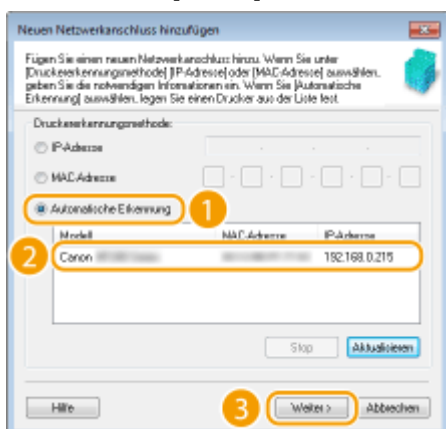 Neuen Netzwerkanschluss hinzufügen
Fügen Sie einen neuen Netzwerkanschluss hinzu. Wenn Sie unter
[Druckererkennungsmethode] [IP-Adresse] oder [MAC-Adresse] auswählen,
geben Sie die notwendigen Informationen ein. Wenn Sie [Automatische
Erkennung] auswählen, legen Sie einen Drucker aus der Liste fest.
Druckererkennungsmethode:
IP-Adresse
MAC-Adresse
Automatische Erkennung 1
Modell MAC-Adresse IP-Adresse
2 Canon 192.168.0.215
Stop Aktualisieren
Hilfe 3 Weiter > Abbrechen